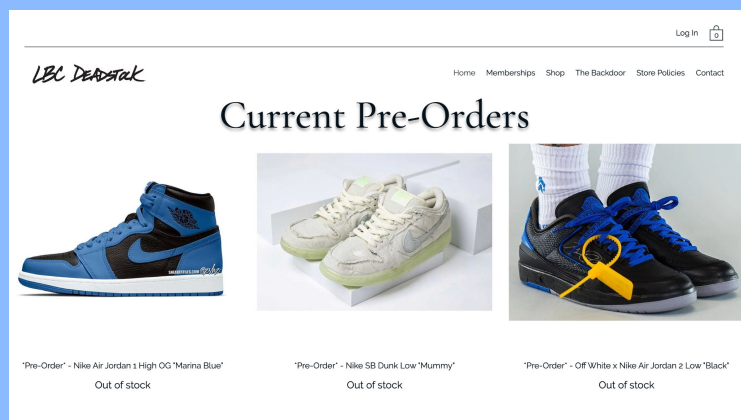 Log In
0
LBC DEADSTOCK
Home Memberships Shop The Backdoor Store Policies Contact
Current Pre-Orders
SNEAKERFILES.COM
*Pre-Order* - Nike Air Jordan 1 High OG "Marina Blue"
*Pre-Order* - Nike SB Dunk Low "Mummy"
*Pre-Order* - Off White x Nike Air Jordan 2 Low "Black"
Out of stock
Out of stock
Out of stock